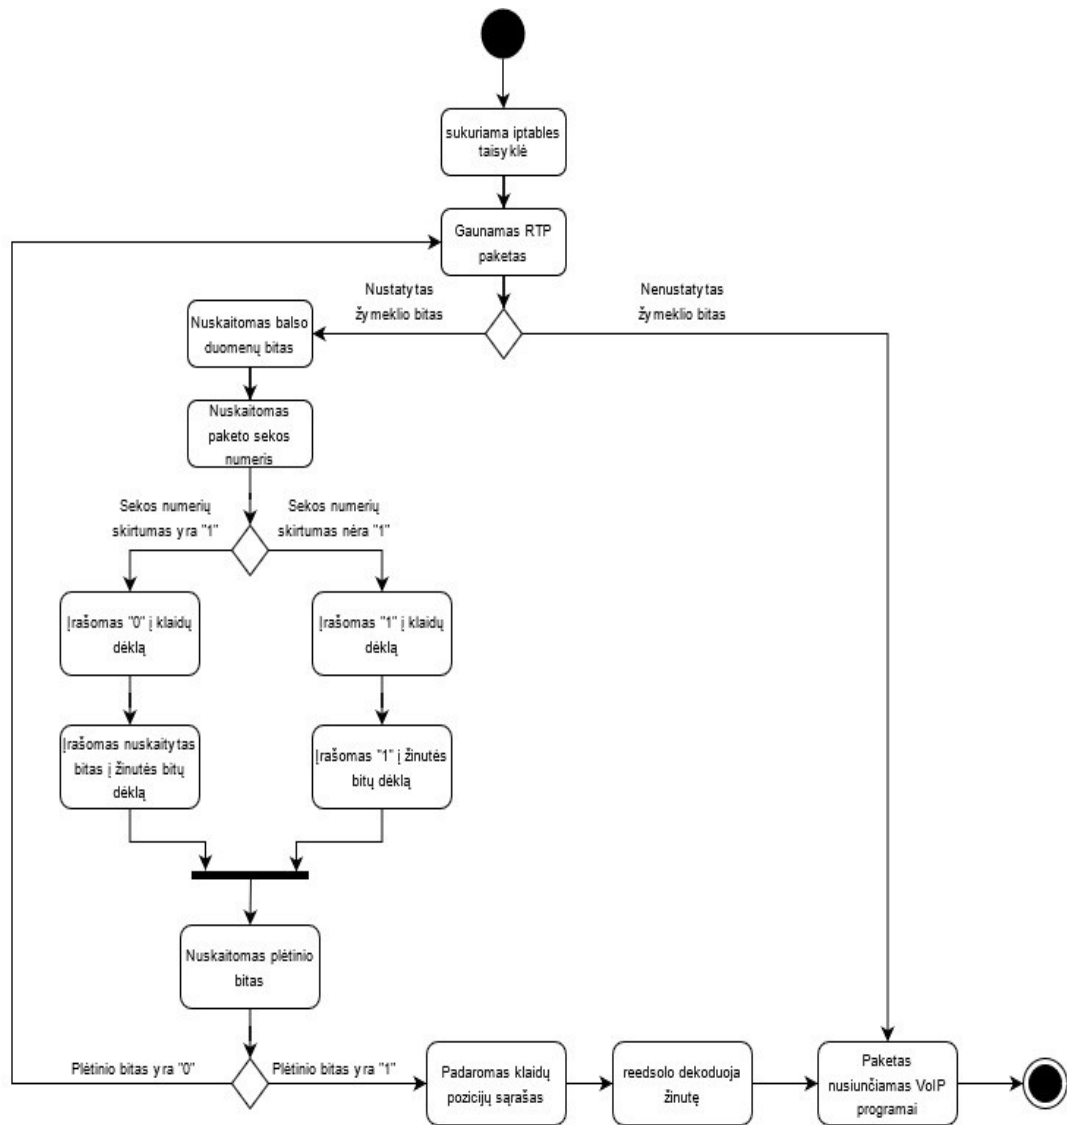 sukuriama iptables
taisyklė
Gaunamas RTP
paketas
Nustatytas
žymeklio bitas
Nenustatytas
žymeklio bitas
Nuskaitomas balso
duomenų bitas
Nuskaitomas
paketo sekos
numeris
Sekos numerių
skirtumas yra "1"
Sekos numerių
skirtumas nėra "1"
Įrašomas "0" į klaidų
dėklą
Įrašomas "1" į klaidų
dėklą
Įrašomas nuskaitytas
bitas į žinutės bitų
dėklą
Įrašomas "1" į žinutės
bitų dėklą
Nuskaitomas plėtinio
bitas
Plėtinio bitas yra "0"
Plėtinio bitas yra "1"
Padaromas klaidų
pozicijų sąrašas
reedsolo dekoduoja
žinutę
Paketas
nusiunčiamas VoIP
programai